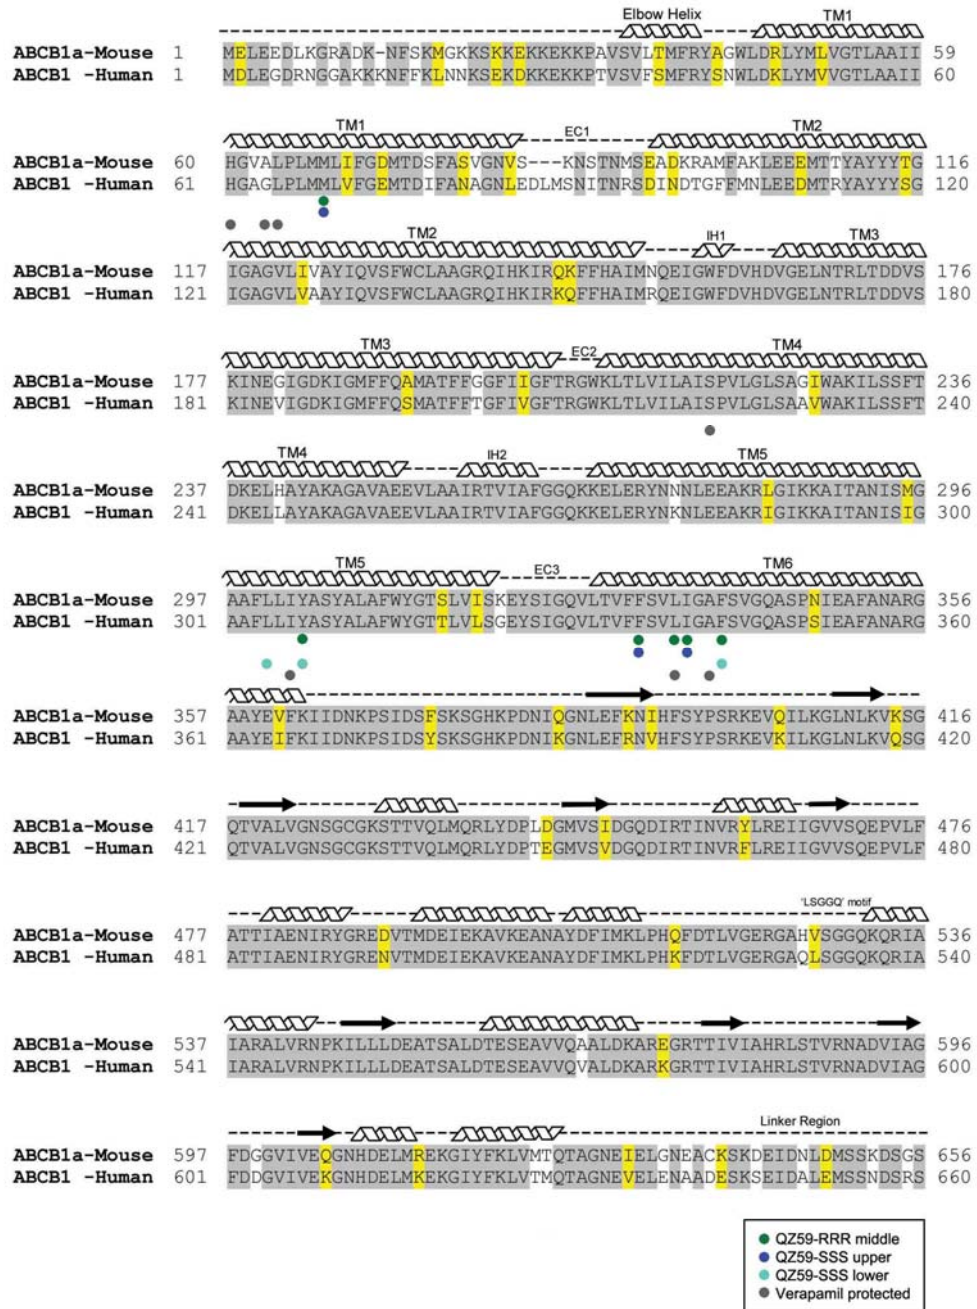 Elbow Helix TM1
ABCB1a-Mouse 1 MELEEDLKGRADK-NFSKMGKKSKKEKKEKKPAVSVLTMFRYAGWLDRLYMLVGTLAAII 59
ABCB1 -Human 1 MDLEGDRNGGAKKKNFFKLNNKSEKDKKEKKPTVSVFSMFRYSNWLDKLYMVVGTLAAII 60
TM1 EC1 TM2
ABCB1a-Mouse 60 HGVALPLMMLIFGDMTDSFASVGNVS---KNSTNMSEADKRAMFAKLEEEMTTYAYYYTG 116
ABCB1 -Human 61 HGAGLPLMMLVFGEMTDIFANAGNLEDLMSNITNRSDINDTGFFMNLEEDMTRYAYYYSG 120
TM2 IH1 TM3
ABCB1a-Mouse 117 IGAGVLIVAYIQVSFWCLAAGRQIHKIRQKFFHAIMNQEIGWFDVHDVGELNTRLTDDVS 176
ABCB1 -Human 121 IGAGVLVAAYIQVSFWCLAAGRQIHKIRKQFFHAIMRQEIGWFDVHDVGELNTRLTDDVS 180
TM3 EC2 TM4
ABCB1a-Mouse 177 KINEGIGDKIGMFFQAMATFFGGFIIGFTRGWKLTLVILAISPVLGLSAGIWAKILSSFT 236
ABCB1 -Human 181 KINEVIGDKIGMFFQSMATFFTGFIVGFTRGWKLTLVILAISPVLGLSAAVWAKILSSFT 240
TM4 IH2 TM5
ABCB1a-Mouse 237 DKELHAYAKAGAVAEEVLAAIRTVIAFGGQKKELERYNNNLEEAKRLGIKKAITANISMG 296
ABCB1 -Human 241 DKELLAYAKAGAVAEEVLAAIRTVIAFGGQKKELERYNKNLEEAKRIGIKKAITANISIG 300
TM5 EC3 TM6
ABCB1a-Mouse 297 AAFLLIYASYALAFWYGTSLVISKEYSIGQVLTVFFSVLIGAFSVGQASPNIEAFANARG 356
ABCB1 -Human 301 AAFLLIYASYALAFWYGTTLVLSGEYSIGQVLTVFFSVLIGAFSVGQASPSIEAFANARG 360
ABCB1a-Mouse 357 AAYEVFKIIDNKPSIDSFSKSGHKPDNIQGNLEFKNIHFSYPSRKEVQILKGLNLKVKSG 416
ABCB1 -Human 361 AAYEIFKIIDNKPSIDSYSKSGHKPDNIKGNLEFRNVHFSYPSRKEVKILKGLNLKVQSG 420
ABCB1a-Mouse 417 QTVALVGNSGCGKSTTVQLMQRLYDPLDGMVSIDGQDIRTINVRYLREIIGVVSQEPVLF 476
ABCB1 -Human 421 QTVALVGNSGCGKSTTVQLMQRLYDPTEGMVSVDGQDIRTINVRFLREIIGVVSQEPVLF 480
'LSGGQ' motif
ABCB1a-Mouse 477 ATTIAENIRYGREDVTMDEIEKAVKEANAYDFIMKLPHQFDTLVGERGAHVSGGQKQRIA 536
ABCB1 -Human 481 ATTIAENIRYGRENVTMDEIEKAVKEANAYDFIMKLPHKFDTLVGERGAQLSGGQKQRIA 540
ABCB1a-Mouse 537 IARALVRNPKILLLDEATSALDTESEAVVQAALDKAREGRTTIVIAHRLSTVRNADVIAG 596
ABCB1 -Human 541 IARALVRNPKILLLDEATSALDTESEAVVQVALDKARKGRTTIVIAHRLSTVRNADVIAG 600
Linker Region
ABCB1a-Mouse 597 FDGGVIVEQGNHDELMREKGIYFKLVMTQTAGNEIELGNEACKSKDEIDNLDMSSKDSGS 656
ABCB1 -Human 601 FDDGVIVEKGNHDELMKEKGIYFKLVTMQTAGNEVELENAADESKSEIDALEMSSNDSRS 660
QZ59-RRR middle
QZ59-SSS upper
QZ59-SSS lower
Verapamil protected